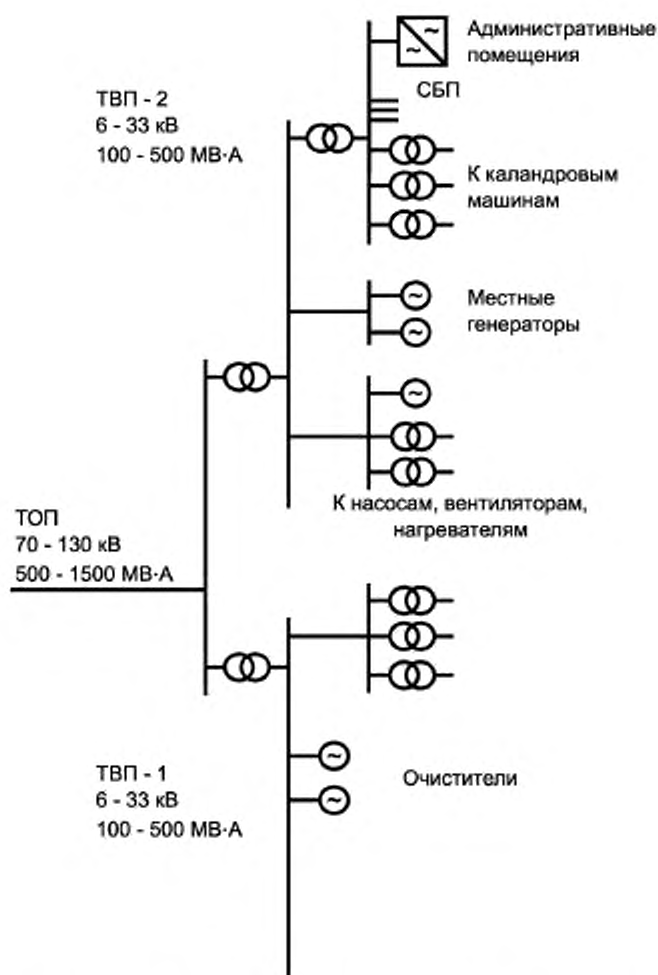 Административные
помещения
СБП
ТВП - 2
6 - 33 кВ
100 - 500 МВ·А
К каландровым
машинам
Местные
генераторы
К насосам, вентиляторам,
нагревателям
ТОП
70 - 130 кВ
500 - 1500 МВ·А
ТВП - 1
6 - 33 кВ
100 - 500 МВ·А
Очистители